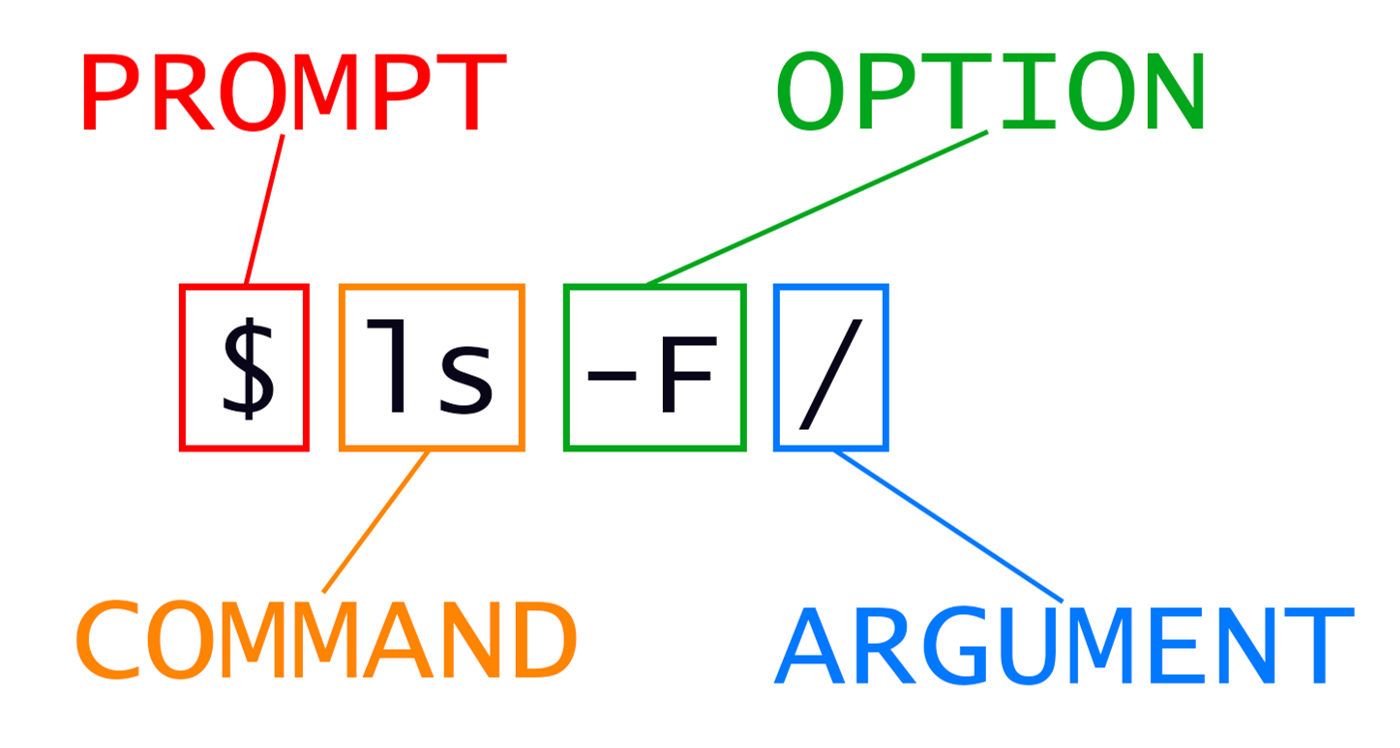 PROMPT OPTION
$ ls -F /
COMMAND ARGUMENT